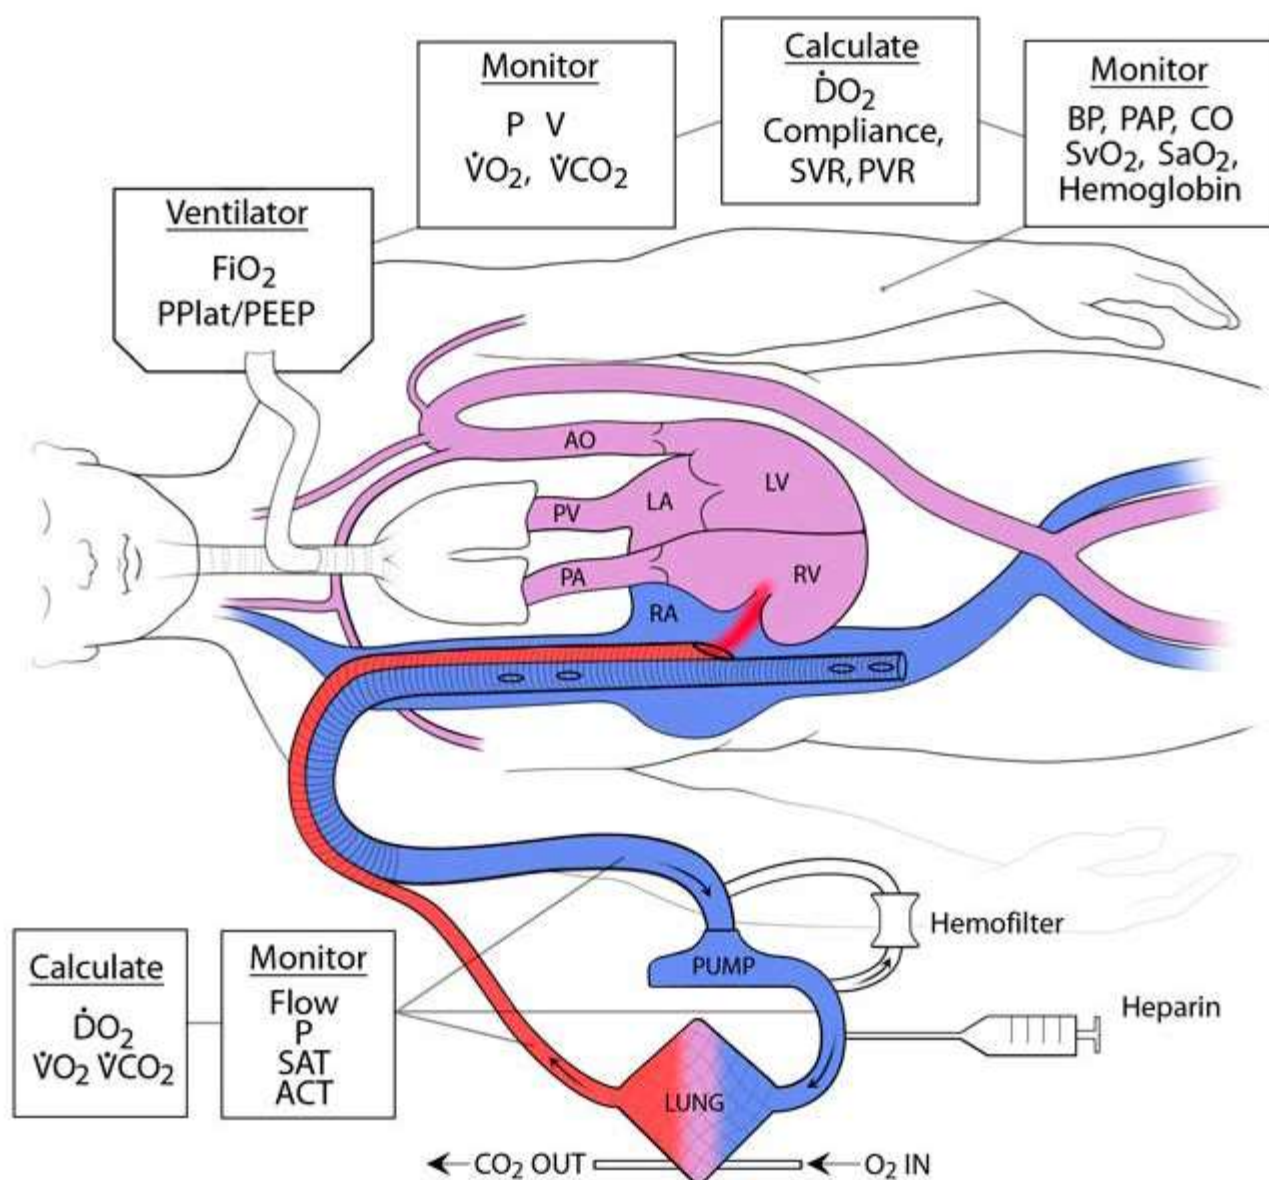 Monitor
P V
V̇O₂, V̇CO₂
Calculate
ḊO₂
Compliance,
SVR, PVR
Monitor
BP, PAP, CO
SvO₂, SaO₂,
Hemoglobin
Ventilator
FiO₂
PPlat/PEEP
AO
LV
LA
PV
PA
RV
RA
Hemofilter
PUMP
Heparin
Calculate
ḊO₂
V̇O₂ V̇CO₂
Monitor
Flow
P
SAT
ACT
LUNG
CO₂ OUT
O₂ IN